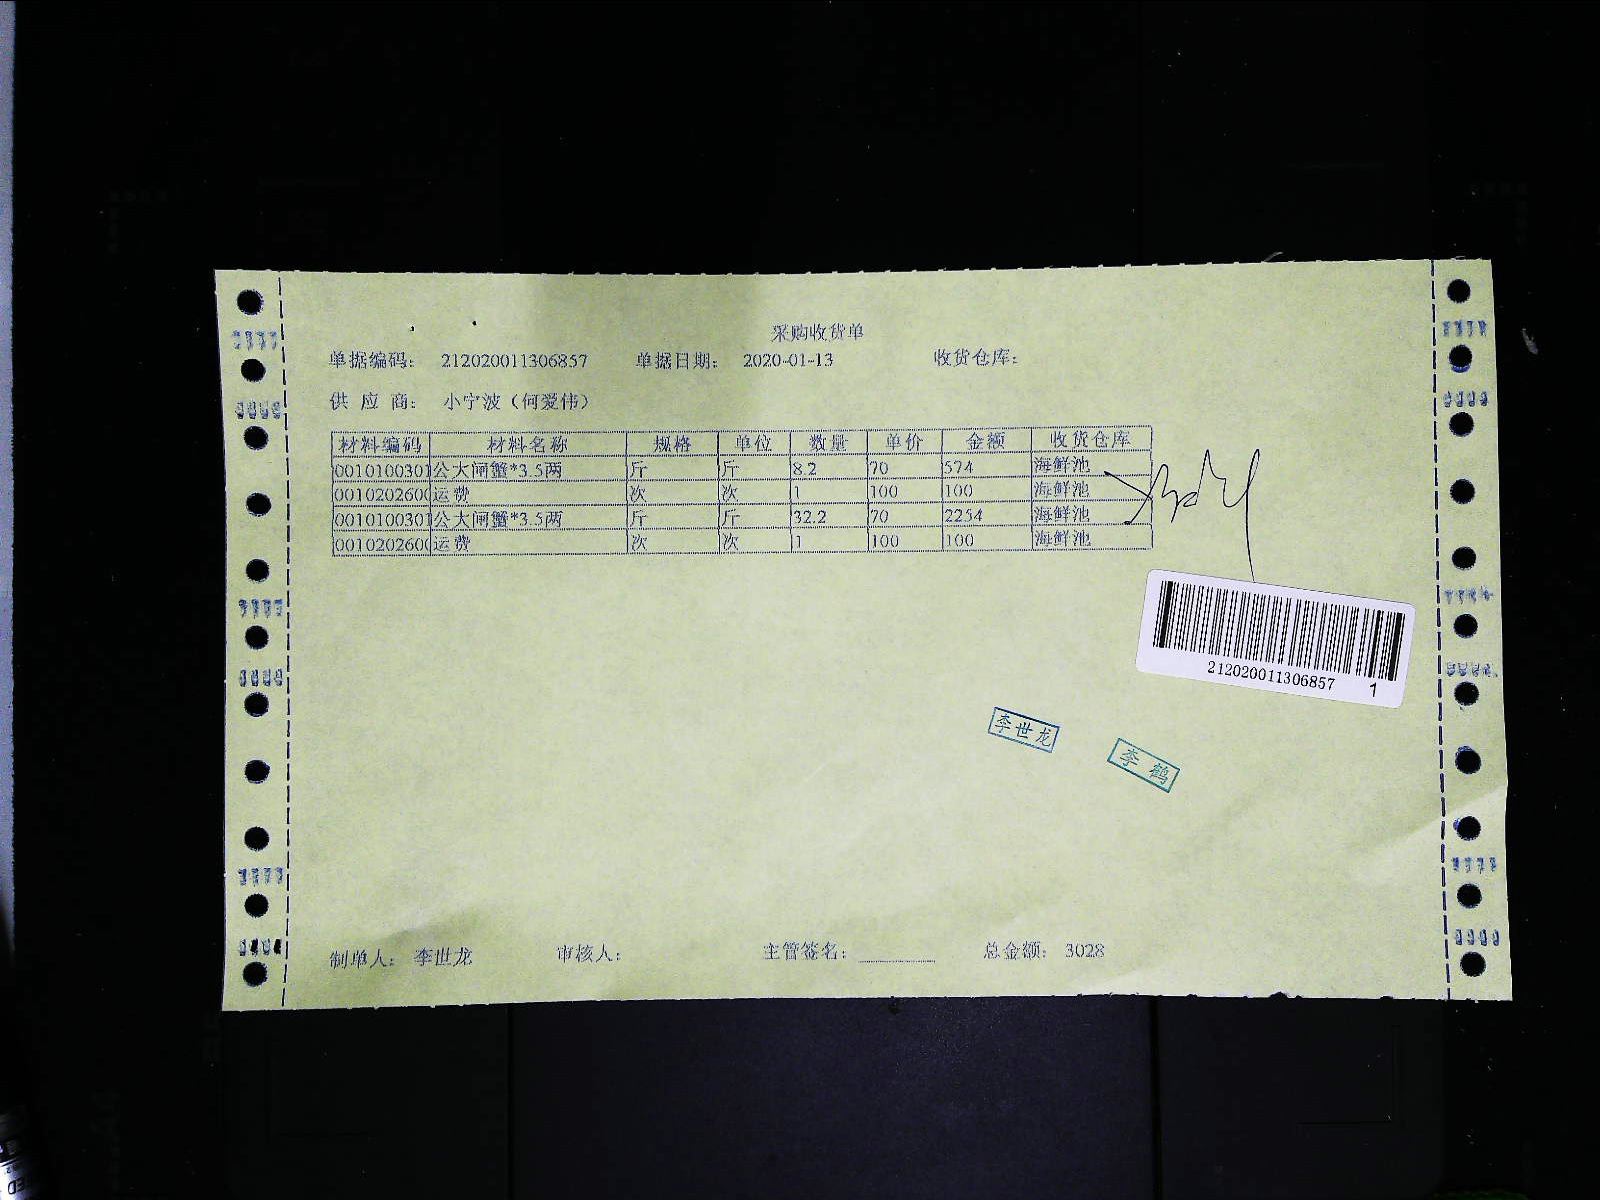 采购收货单
单据编码： 212020011306857 单据日期： 2020-01-13 收货仓库：
供 应 商： 小宁波（何爱伟）
材料编码 材料名称 规格 单位 数量 单价 金额 收货仓库
0010100301 公大闸蟹*3.5两 斤 斤 8.2 70 574 海鲜池
001020260 运费 次 次 1 100 100 海鲜池
0010100301 公大闸蟹*3.5两 斤 斤 32.2 70 2254 海鲜池
001020260 运费 次 次 1 100 100 海鲜池
212020011306857 1
李世龙
李鹤
制单人： 李世龙 审核人： 主管签名： 总金额： 3028